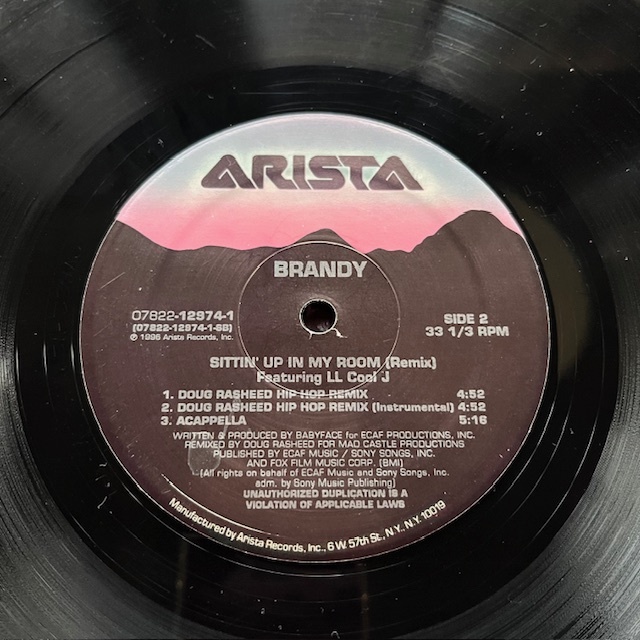 ARISTA
BRANDY
07822-12974-1
(07822-12974-1-SB)
℗ 1996 Arista Records, Inc.
SIDE 2
33 1/3 RPM
SITTIN' UP IN MY ROOM (Remix)
Featuring LL Cool J
1. DOUG RASHEED HIP HOP REMIX 4:52
2. DOUG RASHEED HIP HOP REMIX (Instrumental) 4:52
3. ACAPPELLA 5:16
WRITTEN & PRODUCED BY BABYFACE for ECAF PRODUCTIONS, INC.
REMIXED BY DOUG RASHEED FOR MAD CASTLE PRODUCTIONS
PUBLISHED BY ECAF MUSIC / SONY SONGS, INC.
AND FOX FILM MUSIC CORP. (BMI)
(All rights on behalf of ECAF Music and Sony Songs, Inc.
adm. by Sony Music Publishing)
UNAUTHORIZED DUPLICATION IS A
VIOLATION OF APPLICABLE LAWS
Manufactured by Arista Records, Inc., 6 W. 57th St., N.Y. N.Y. 10019